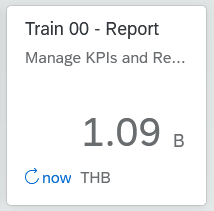 Train 00 - Report
Manage KPIs and Re...
1.09 B
now THB